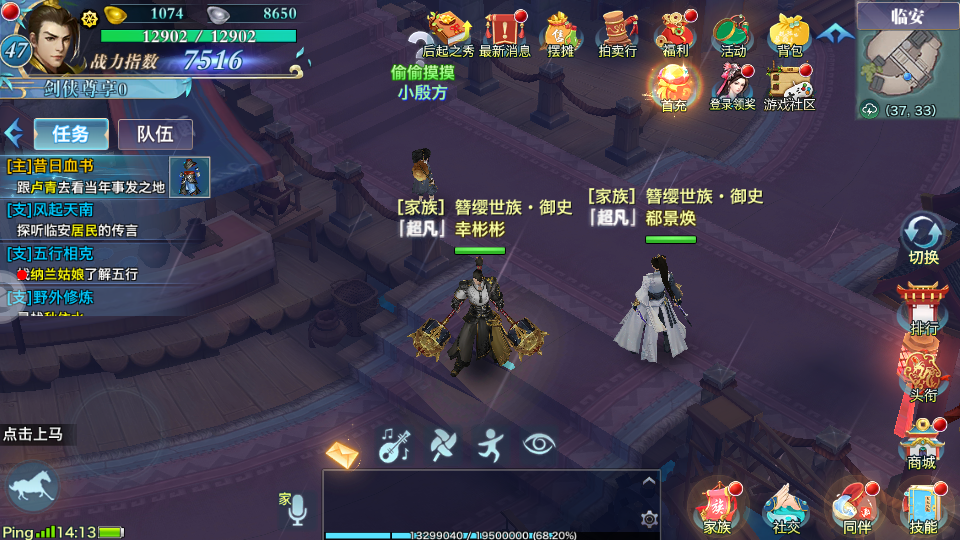 47
1074
8650
12902 / 12902
战力指数 7516
剑侠尊享0
后起之秀
最新消息
摆摊
拍卖行
福利
活动
背包
临安
(37, 33)
首充
登录领奖
游戏社区
偷偷摸摸
小殷方
任务
队伍
[主]昔日血书
跟卢青去看当年事发之地
[支]风起天南
探听临安居民的传言
[支]五行相克
找纳兰姑娘了解五行
[支]野外修炼
[家族] 簪缨世族·御史
「超凡」 幸彬彬
[家族] 簪缨世族·御史
「超凡」 郗景焕
切换
排行
头衔
商城
点击上马
家
家族
社交
同伴
技能
Ping
14:13
13299040 / 19500000 (68.20%)